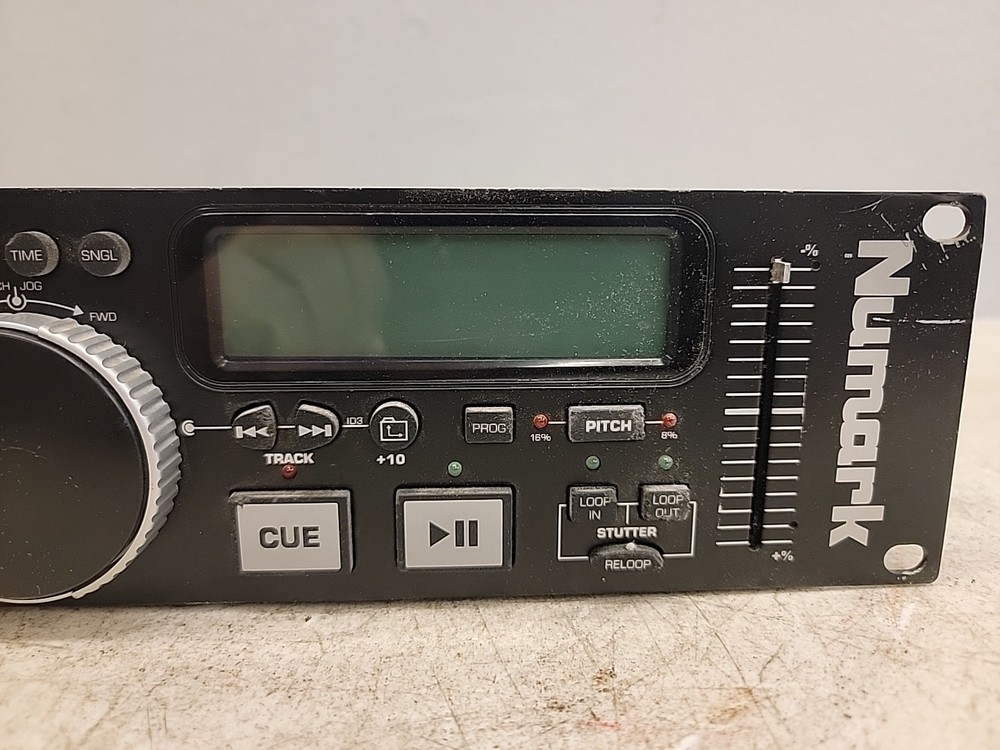 TIME
SNGL
JOG
FWD
-%
Numark
ID3
TRACK
+10
PROG
16%
PITCH
8%
CUE
LOOP
IN
LOOP
OUT
STUTTER
RELOOP
+%